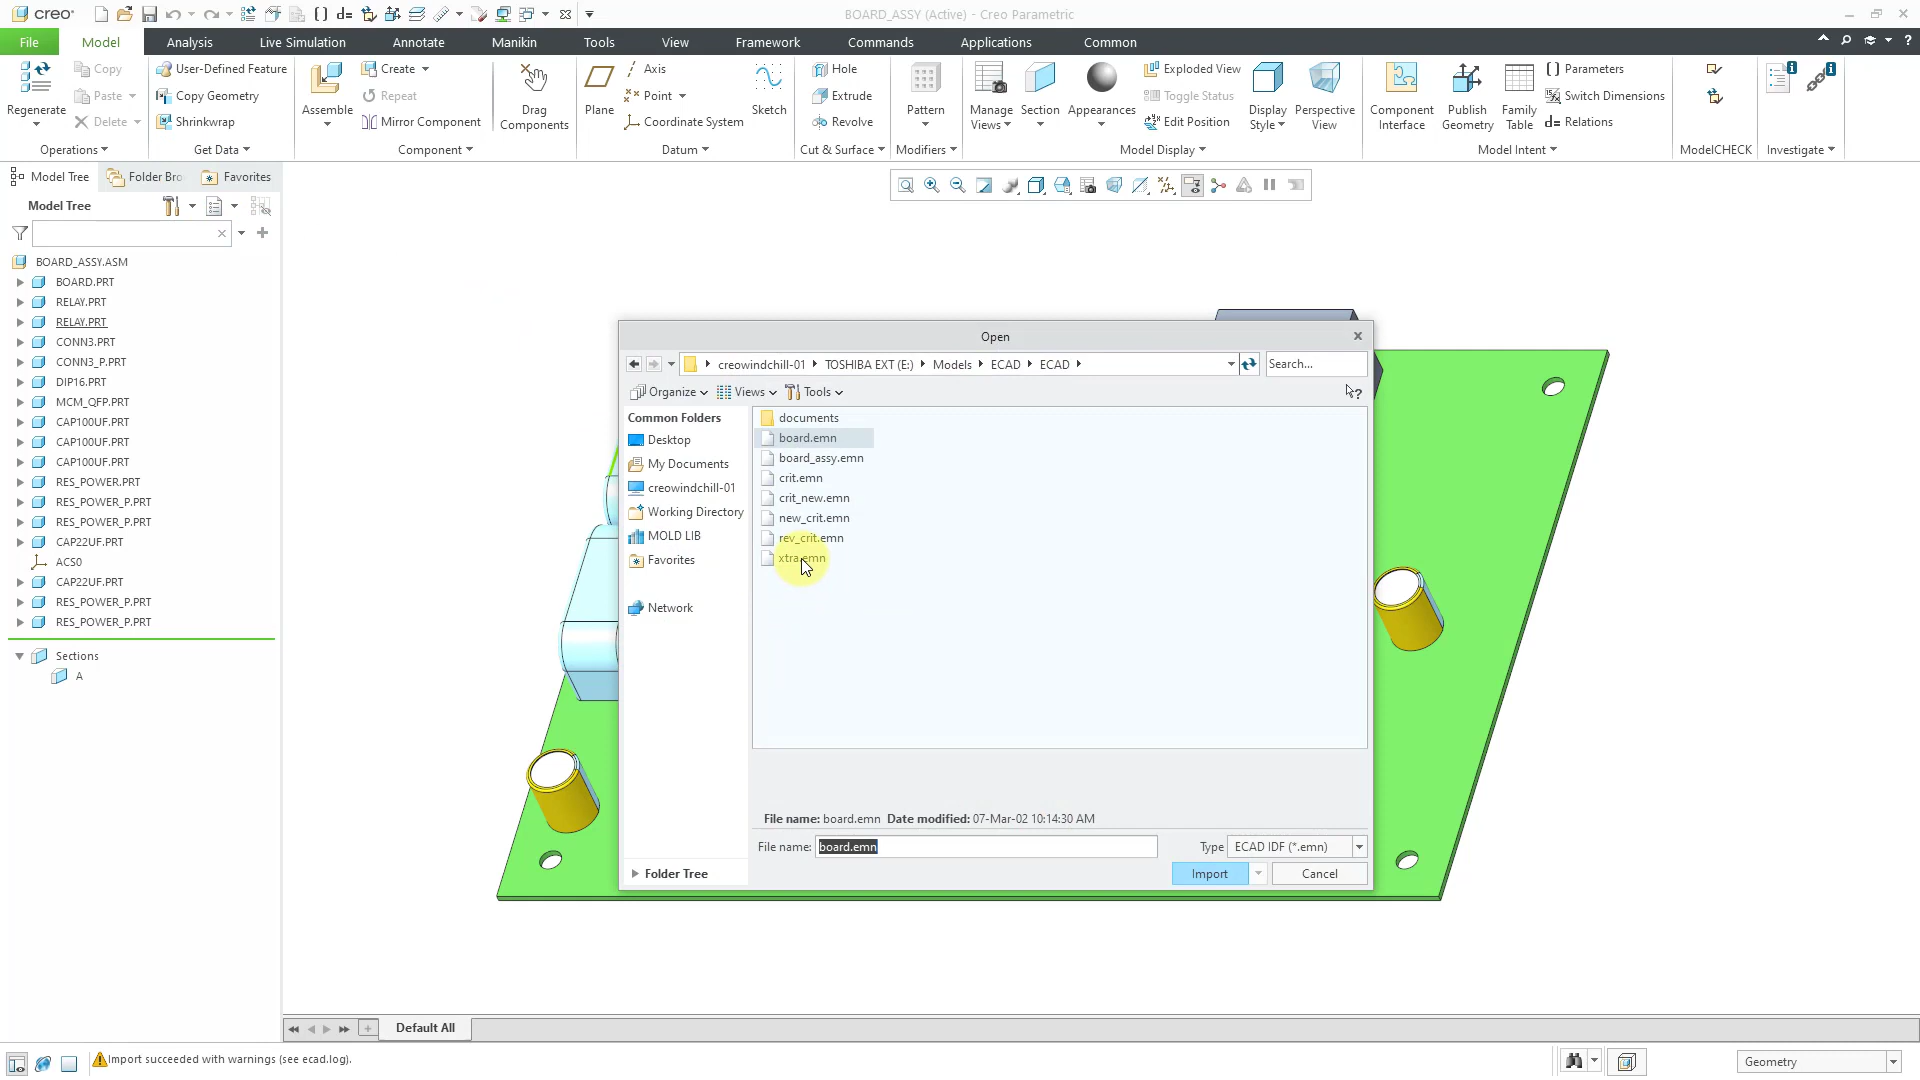 creo
BOARD_ASSY (Active) - Creo Parametric
File
Model
Analysis
Live Simulation
Annotate
Manikin
Tools
View
Framework
Commands
Applications
Common
Regenerate
Copy
Paste
Delete
Operations
User-Defined Feature
Copy Geometry
Shrinkwrap
Get Data
Assemble
Create
Repeat
Mirror Component
Component
Drag
Components
Plane
Axis
Point
Coordinate System
Sketch
Datum
Hole
Extrude
Revolve
Cut & Surface
Pattern
Modifiers
Manage
Views
Section
Appearances
Exploded View
Toggle Status
Edit Position
Display
Style
Perspective
View
Model Display
Component
Interface
Publish
Geometry
Family
Table
Parameters
Switch Dimensions
d= Relations
Model Intent
ModelCHECK
Investigate
Model Tree
Folder Bro
Favorites
Model Tree
BOARD_ASSY.ASM
BOARD.PRT
RELAY.PRT
RELAY.PRT
CONN3.PRT
CONN3_P.PRT
DIP16.PRT
MCM_QFP.PRT
CAP100UF.PRT
CAP100UF.PRT
CAP100UF.PRT
RES_POWER.PRT
RES_POWER_P.PRT
RES_POWER_P.PRT
CAP22UF.PRT
ACS0
CAP22UF.PRT
RES_POWER_P.PRT
RES_POWER_P.PRT
Sections
A
Open
creowindchill-01
TOSHIBA EXT (E:)
Models
ECAD
ECAD
Search...
Organize
Views
Tools
Common Folders
Desktop
My Documents
creowindchill-01
Working Directory
MOLD LIB
Favorites
Network
Folder Tree
documents
board.emn
board_assy.emn
crit.emn
crit_new.emn
new_crit.emn
rev_crit.emn
xtra.emn
File name: board.emn Date modified: 07-Mar-02 10:14:30 AM
File name: board.emn
Type ECAD IDF (*.emn)
Import
Cancel
Default All
Import succeeded with warnings (see ecad.log).
Geometry